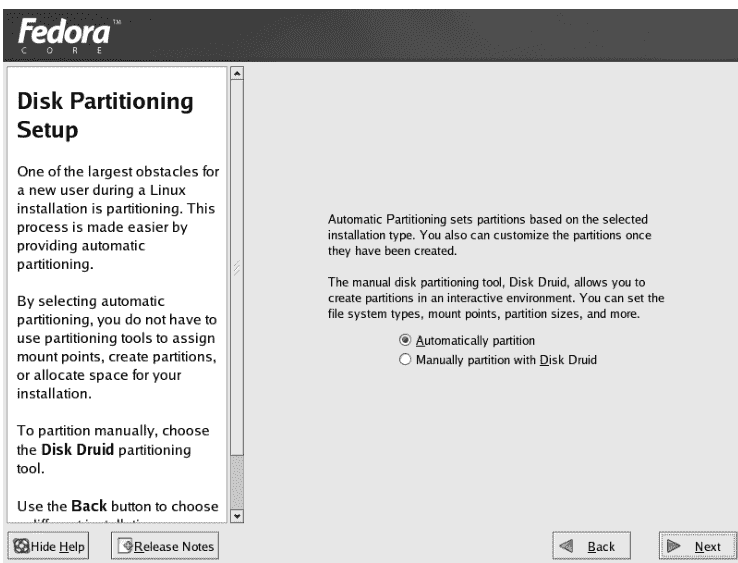 Fedora™
CORE
Disk Partitioning
Setup
One of the largest obstacles for
a new user during a Linux
installation is partitioning. This
process is made easier by
providing automatic
partitioning.
By selecting automatic
partitioning, you do not have to
use partitioning tools to assign
mount points, create partitions,
or allocate space for your
installation.
To partition manually, choose
the Disk Druid partitioning
tool.
Use the Back button to choose
Automatic Partitioning sets partitions based on the selected
installation type. You also can customize the partitions once
they have been created.
The manual disk partitioning tool, Disk Druid, allows you to
create partitions in an interactive environment. You can set the
file system types, mount points, partition sizes, and more.
Automatically partition
Manually partition with Disk Druid
Hide Help
Release Notes
Back
Next